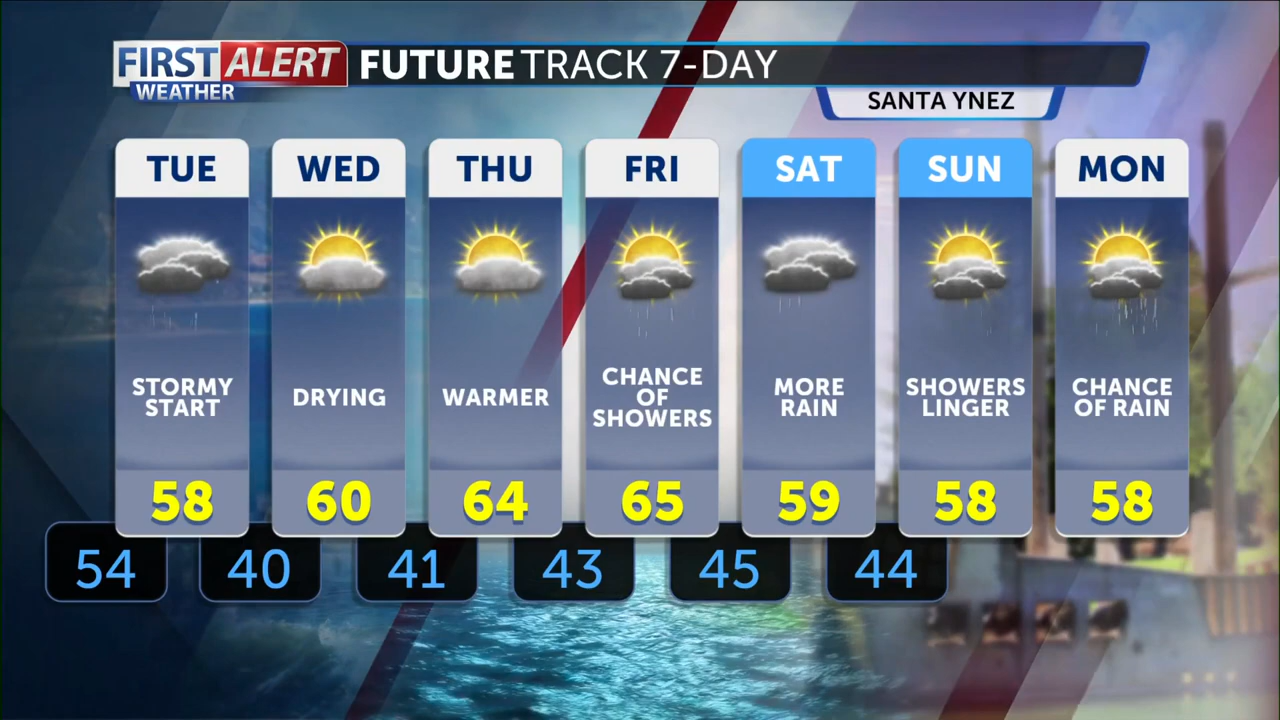 FIRST ALERT
WEATHER
FUTURE TRACK 7-DAY
SANTA YNEZ
TUE
STORMY
START
58
WED
DRYING
60
THU
WARMER
64
FRI
CHANCE
OF
SHOWERS
65
SAT
MORE
RAIN
59
SUN
SHOWERS
LINGER
58
MON
CHANCE
OF RAIN
58
54
40
41
43
45
44